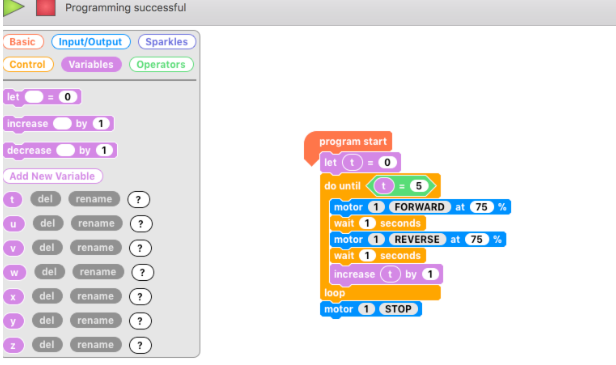 Programming successful
Basic Input/Output Sparkles
Control Variables Operators
let = 0
increase by 1
decrease by 1
Add New Variable
t del rename ?
u del rename ?
v del rename ?
w del rename ?
x del rename ?
y del rename ?
z del rename ?
program start
let t = 0
do until t = 5
motor 1 FORWARD at 75 %
wait 1 seconds
motor 1 REVERSE at 75 %
wait 1 seconds
increase t by 1
loop
motor 1 STOP